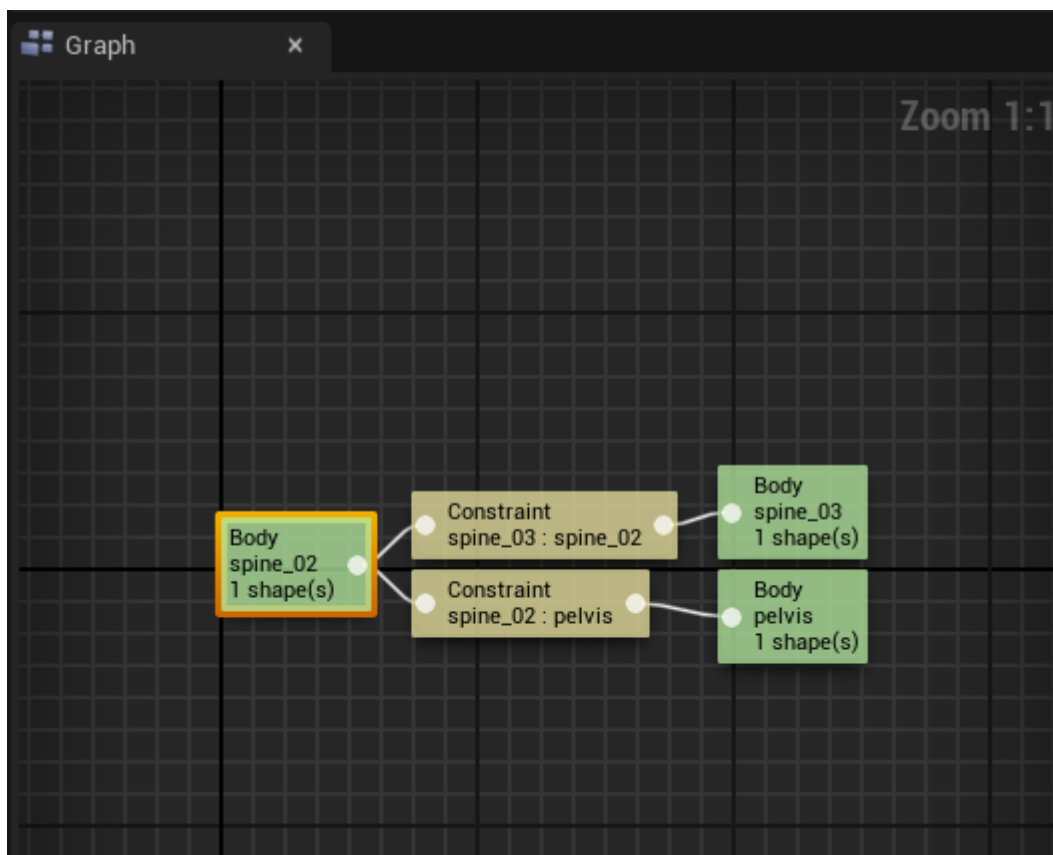 Graph
Zoom 1:1
Body
spine_02
1 shape(s)
Constraint
spine_03 : spine_02
Constraint
spine_02 : pelvis
Body
spine_03
1 shape(s)
Body
pelvis
1 shape(s)